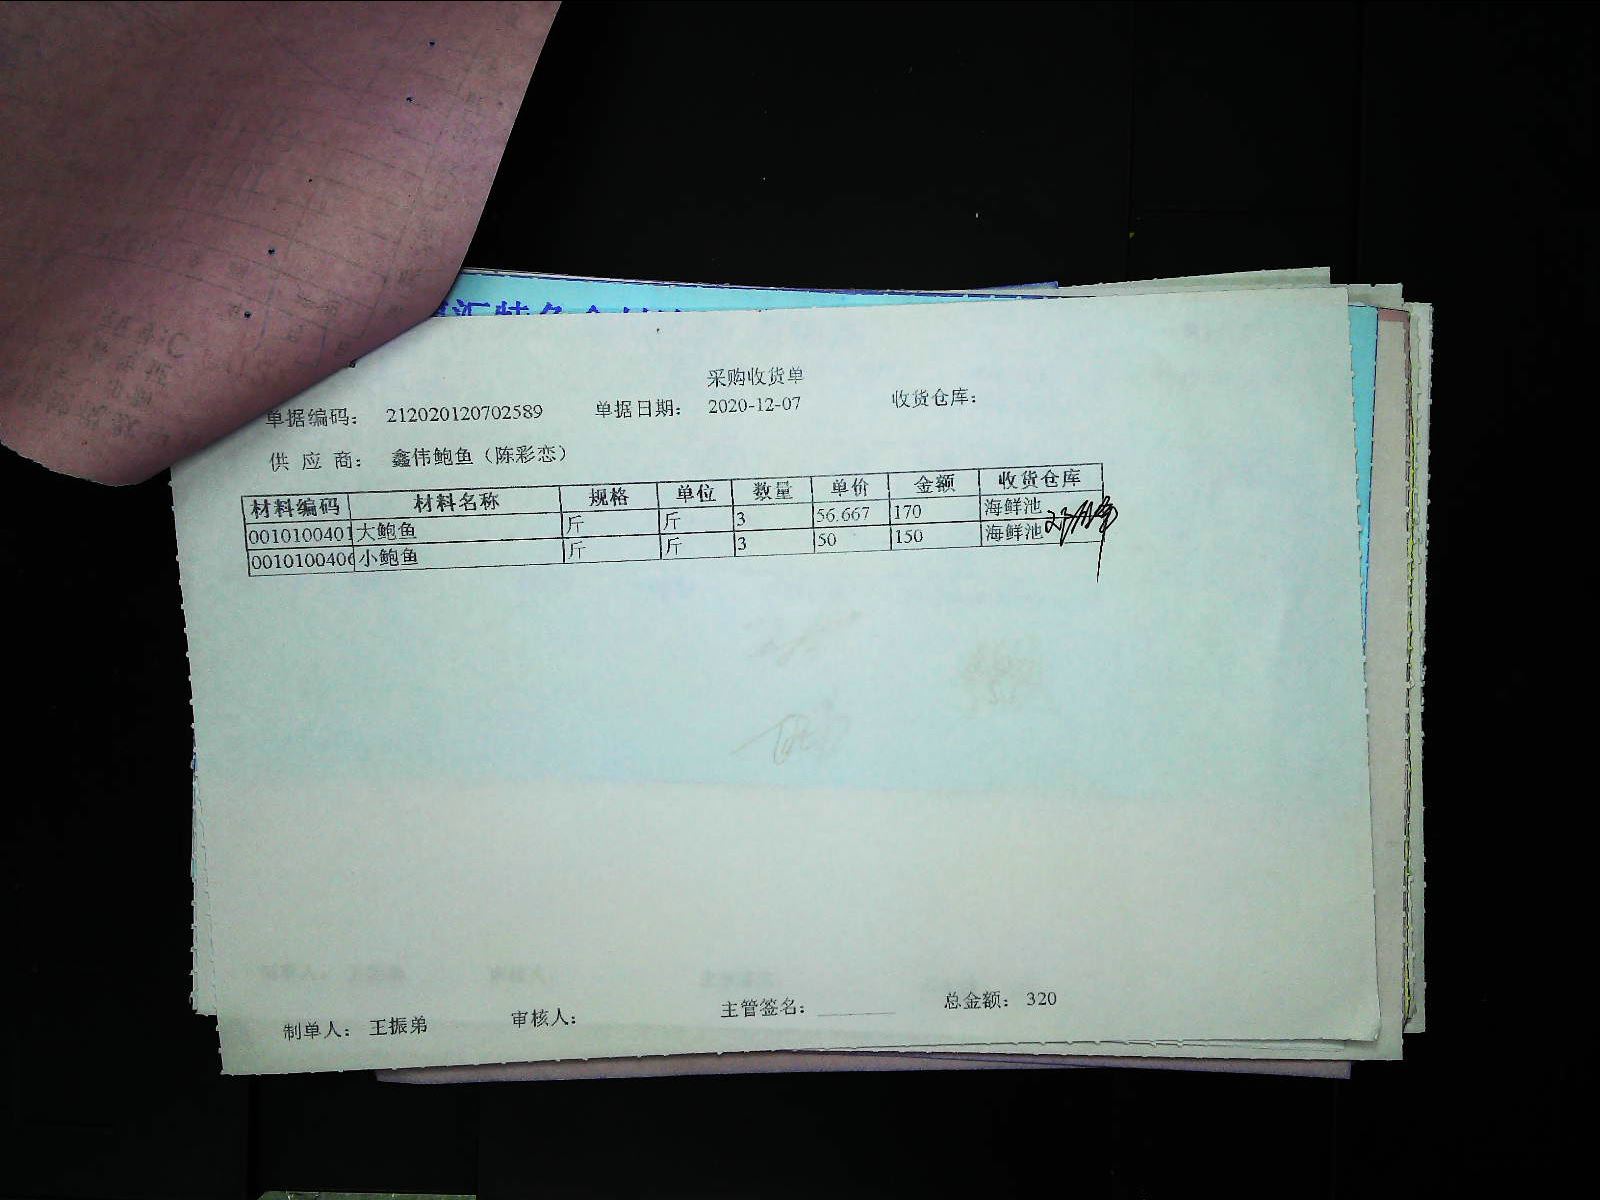 采购收货单
单据编码： 212020120702589 单据日期： 2020-12-07 收货仓库：
供 应 商： 鑫伟鲍鱼（陈彩恋）
材料编码 材料名称 规格 单位 数量 单价 金额 收货仓库
0010100401 大鲍鱼 斤 斤 3 56.667 170 海鲜池
001010040 小鲍鱼 斤 斤 3 50 150 海鲜池
制单人： 王振弟 审核人： 主管签名： 总金额： 320